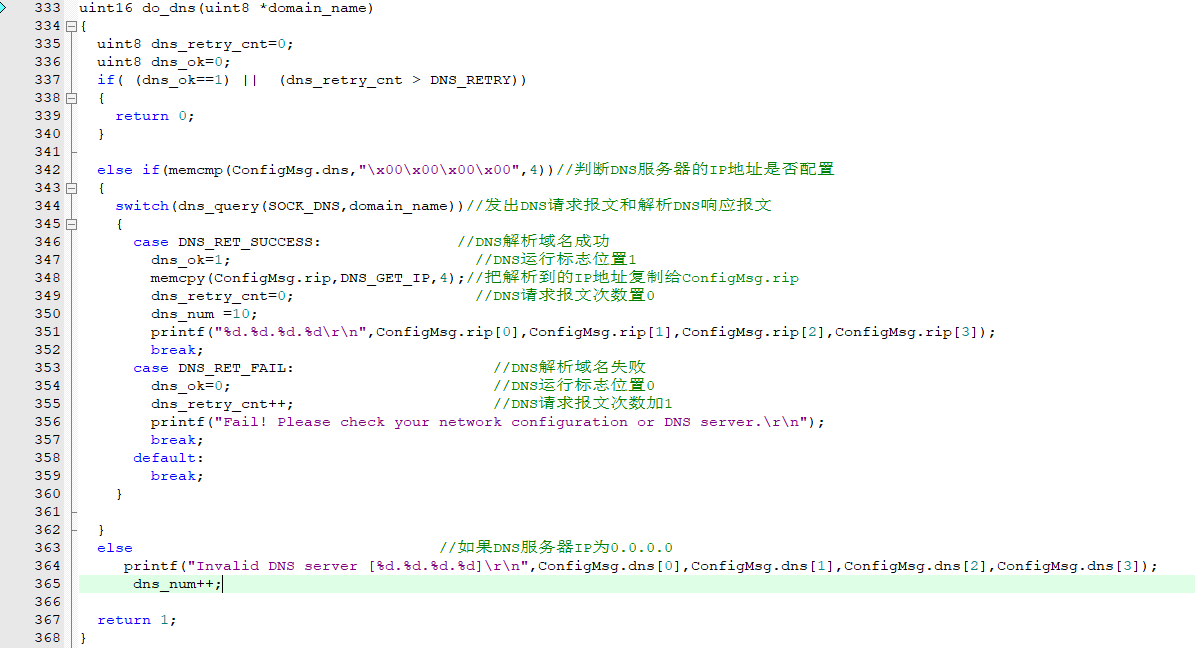 333 uint16 do_dns(uint8 *domain_name)
334 {
335   uint8 dns_retry_cnt=0;
336   uint8 dns_ok=0;
337   if( (dns_ok==1) ||  (dns_retry_cnt > DNS_RETRY))
338   {
339     return 0;
340   }
341
342   else if(memcmp(ConfigMsg.dns,"\x00\x00\x00\x00",4))//判断DNS服务器的IP地址是否配置
343   {
344     switch(dns_query(SOCK_DNS,domain_name))//发出DNS请求报文和解析DNS响应报文
345     {
346       case DNS_RET_SUCCESS:               //DNS解析域名成功
347         dns_ok=1;                           //DNS运行标志位置1
348         memcpy(ConfigMsg.rip,DNS_GET_IP,4);//把解析到的IP地址复制给ConfigMsg.rip
349         dns_retry_cnt=0;                    //DNS请求报文次数置0
350         dns_num =10;
351         printf("%d.%d.%d.%d\r\n",ConfigMsg.rip[0],ConfigMsg.rip[1],ConfigMsg.rip[2],ConfigMsg.rip[3]);
352         break;
353       case DNS_RET_FAIL:                      //DNS解析域名失败
354         dns_ok=0;                             //DNS运行标志位置0
355         dns_retry_cnt++;                      //DNS请求报文次数加1
356         printf("Fail! Please check your network configuration or DNS server.\r\n");
357         break;
358       default:
359         break;
360     }
361
362   }
363   else                                  //如果DNS服务器IP为0.0.0.0
364      printf("Invalid DNS server [%d.%d.%d.%d]\r\n",ConfigMsg.dns[0],ConfigMsg.dns[1],ConfigMsg.dns[2],ConfigMsg.dns[3]);
365       dns_num++;
366
367   return 1;
368 }